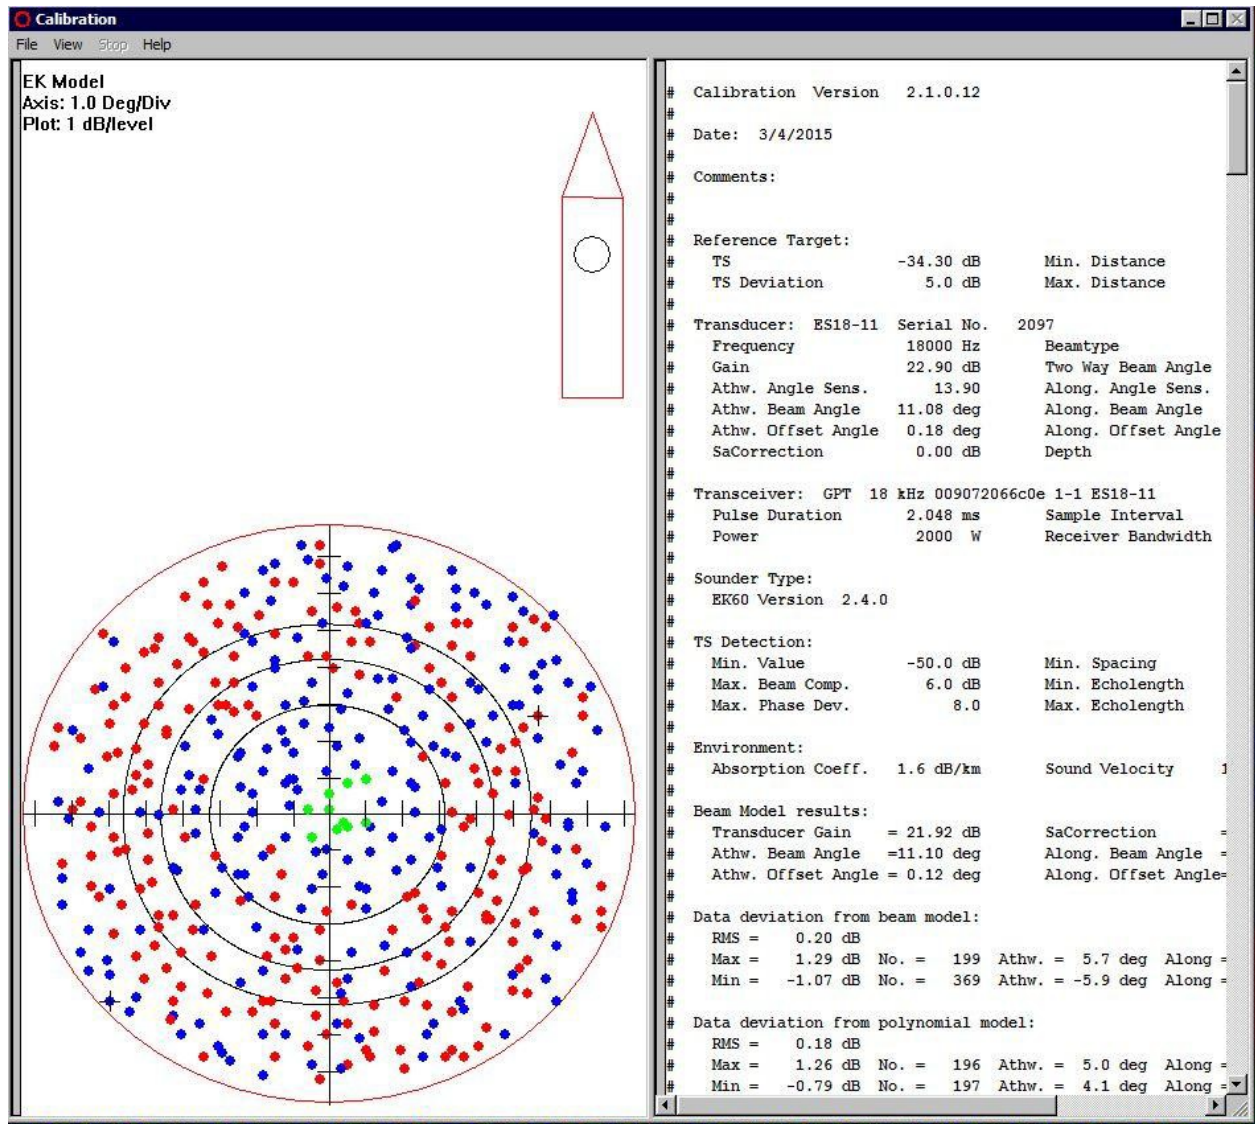 Calibration
File View Stop Help
EK Model
Axis: 1.0 Deg/Div
Plot: 1 dB/level
# Calibration Version 2.1.0.12
#
# Date: 3/4/2015
#
# Comments:
#
#
# Reference Target:
# TS -34.30 dB Min. Distance
# TS Deviation 5.0 dB Max. Distance
#
# Transducer: ES18-11 Serial No. 2097
# Frequency 18000 Hz Beamtype
# Gain 22.90 dB Two Way Beam Angle
# Athw. Angle Sens. 13.90 Along. Angle Sens.
# Athw. Beam Angle 11.08 deg Along. Beam Angle
# Athw. Offset Angle 0.18 deg Along. Offset Angle
# SaCorrection 0.00 dB Depth
#
# Transceiver: GPT 18 kHz 009072066c0e 1-1 ES18-11
# Pulse Duration 2.048 ms Sample Interval
# Power 2000 W Receiver Bandwidth
#
# Sounder Type:
# EK60 Version 2.4.0
#
# TS Detection:
# Min. Value -50.0 dB Min. Spacing
# Max. Beam Comp. 6.0 dB Min. Echolength
# Max. Phase Dev. 8.0 Max. Echolength
#
# Environment:
# Absorption Coeff. 1.6 dB/km Sound Velocity 1
#
# Beam Model results:
# Transducer Gain = 21.92 dB SaCorrection =
# Athw. Beam Angle =11.10 deg Along. Beam Angle =
# Athw. Offset Angle = 0.12 deg Along. Offset Angle=
#
# Data deviation from beam model:
# RMS = 0.20 dB
# Max = 1.29 dB No. = 199 Athw. = 5.7 deg Along =
# Min = -1.07 dB No. = 369 Athw. = -5.9 deg Along =
#
# Data deviation from polynomial model:
# RMS = 0.18 dB
# Max = 1.26 dB No. = 196 Athw. = 5.0 deg Along =
# Min = -0.79 dB No. = 197 Athw. = 4.1 deg Along =